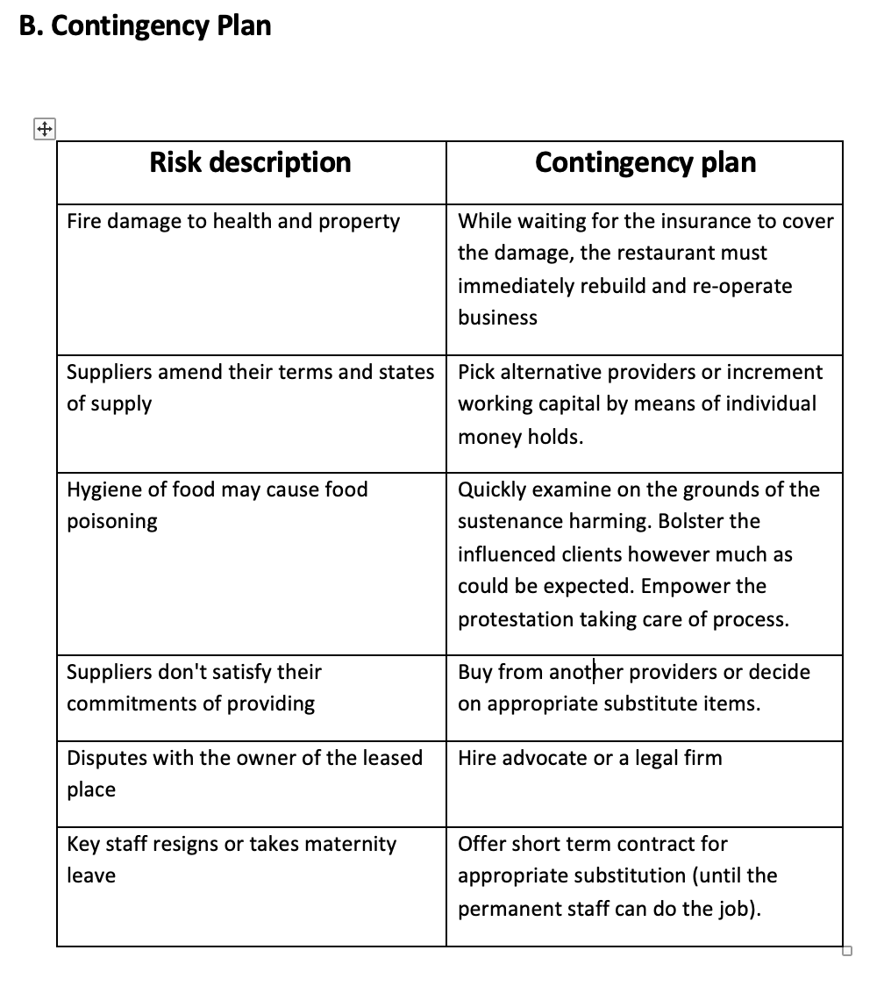 B. Contingency Plan
Risk description
Contingency plan
Fire damage to health and property
While waiting for the insurance to cover
the damage, the restaurant must
immediately rebuild and re-operate
business
Suppliers amend their terms and states
of supply
Pick alternative providers or increment
working capital by means of individual
money holds.
Hygiene of food may cause food
poisoning
Quickly examine on the grounds of the
sustenance harming. Bolster the
influenced clients however much as
could be expected. Empower the
protestation taking care of process.
Suppliers don't satisfy their
commitments of providing
Buy from another providers or decide
on appropriate substitute items.
Disputes with the owner of the leased
place
Hire advocate or a legal firm
Key staff resigns or takes maternity
leave
Offer short term contract for
appropriate substitution (until the
permanent staff can do the job).